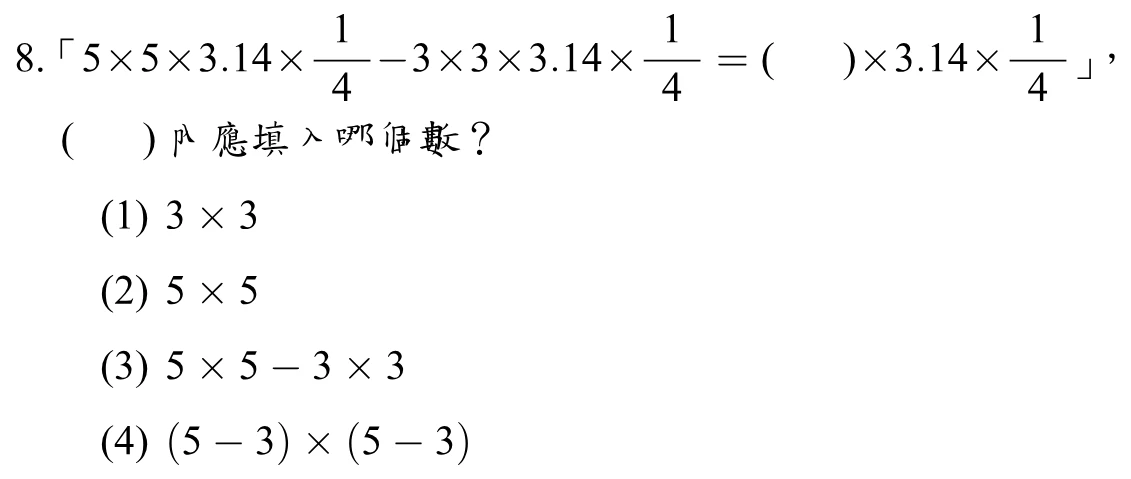 8.「5×5×3.14×1/4−3×3×3.14×1/4=(　　)×3.14×1/4」，
(　　)內應填入哪個數？
(1) 3 × 3
(2) 5 × 5
(3) 5 × 5 − 3 × 3
(4) (5 − 3) × (5 − 3)